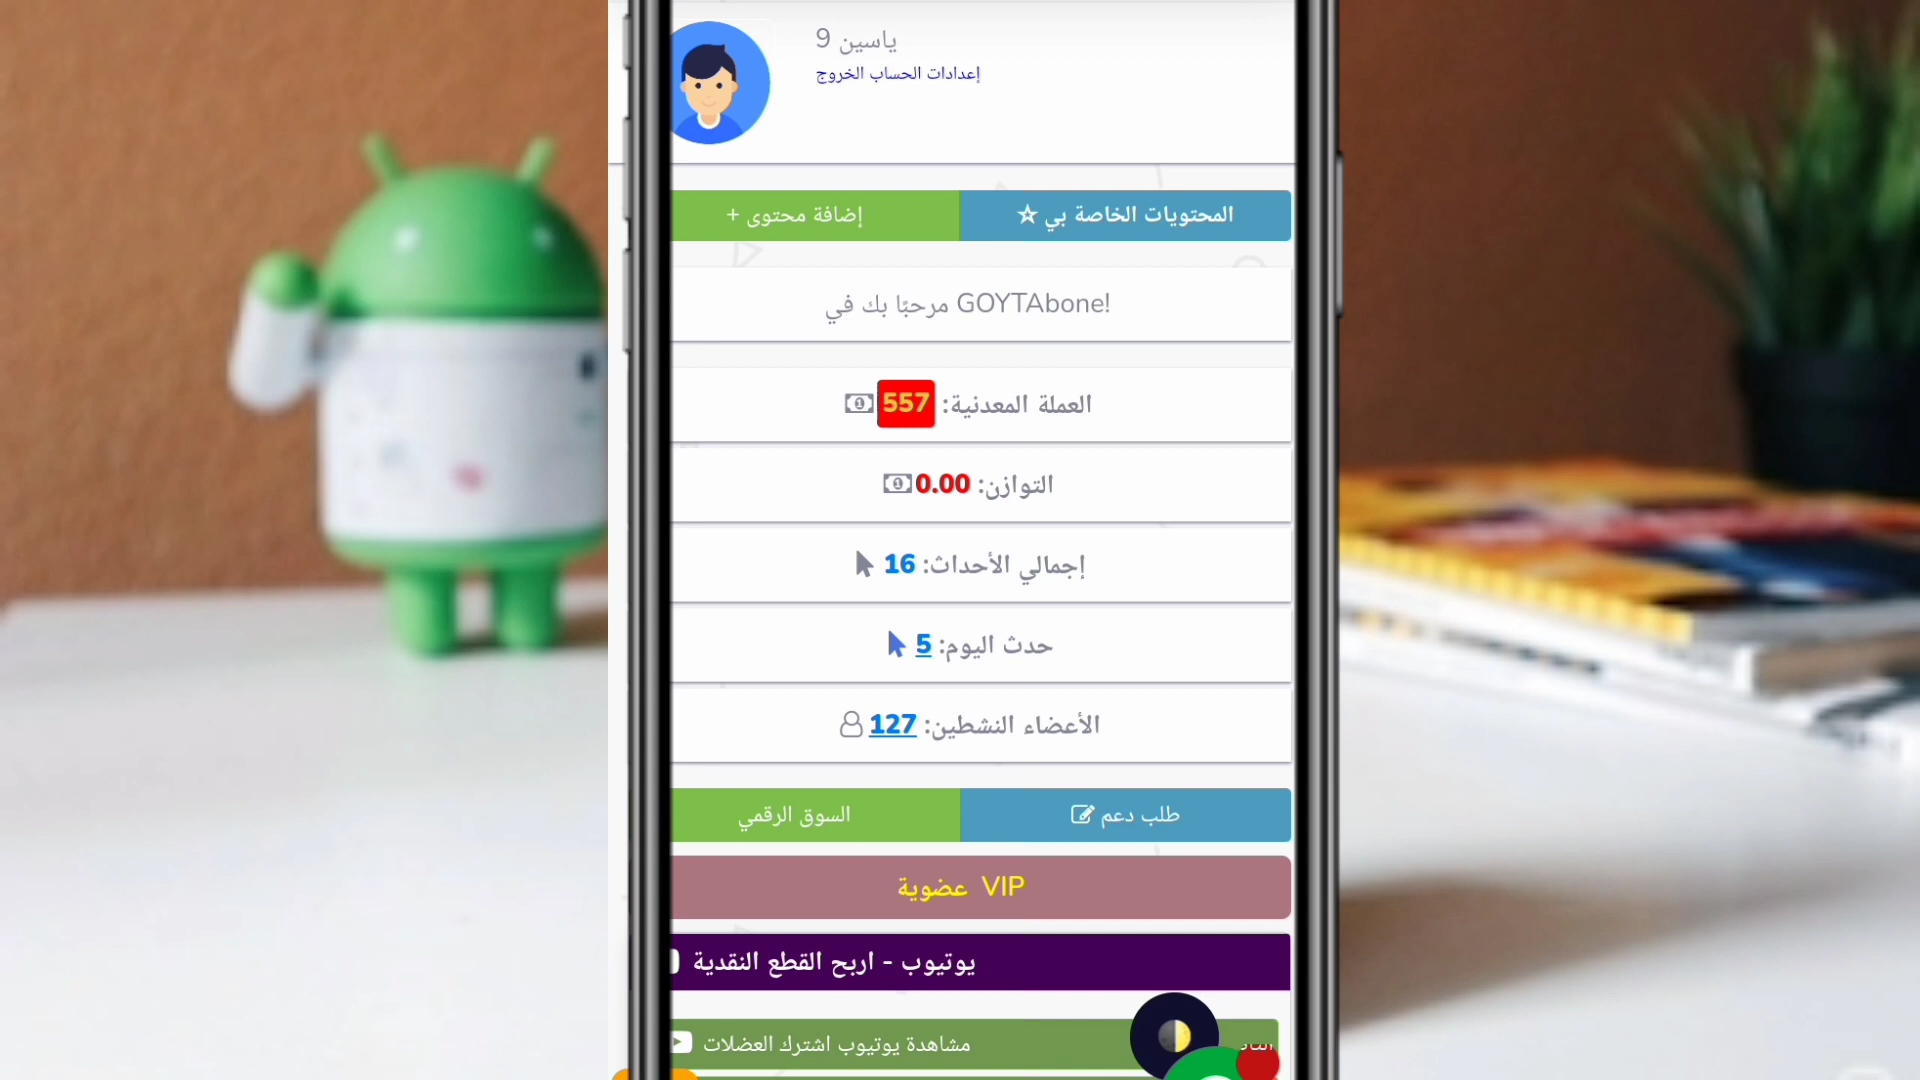 ياسين 9
إعدادات الحساب الخروج
المحتويات الخاصة بي
إضافة محتوى +
مرحبًا بك في GOYTAbone!
العملة المعدنية: 557
التوازن: 0.00
إجمالي الأحداث: 16
حدث اليوم: 5
الأعضاء النشطين: 127
طلب دعم
السوق الرقمي
VIP عضوية
يوتيوب - اربح القطع النقدية
مشاهدة يوتيوب اشترك العضلات